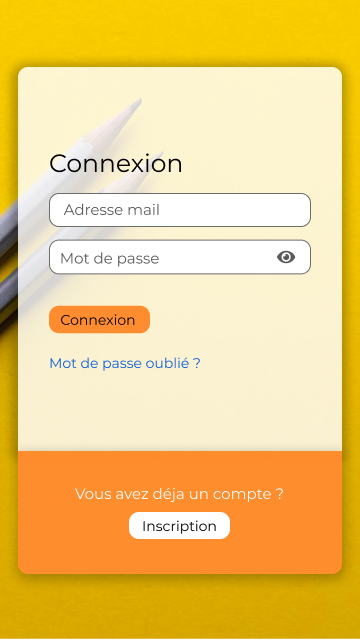 Connexion
Adresse mail
Mot de passe
Connexion
Mot de passe oublié ?
Vous avez déja un compte ?
Inscription